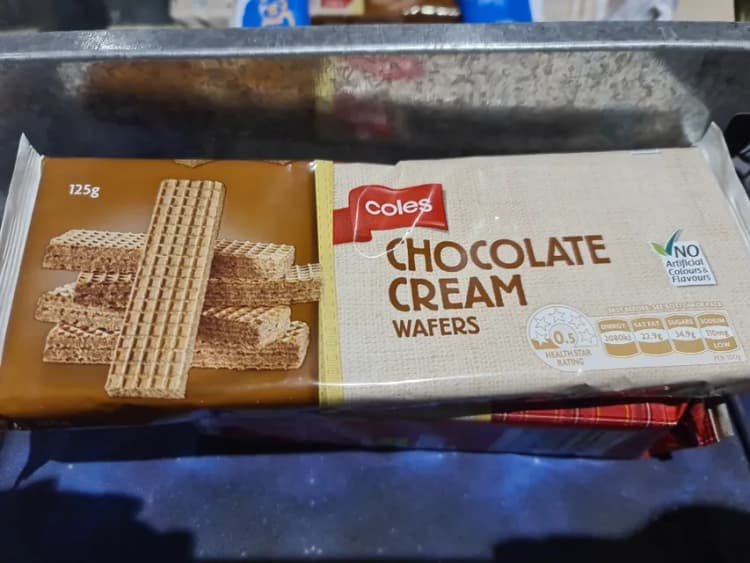 125g
coles
CHOCOLATE
CREAM
WAFERS
NO
Artificial
Colours &
Flavours
0.5
HEALTH STAR
RATING
ENERGY
2080kJ
SAT FAT
22.9g
SUGARS
34.9g
SODIUM
110mg
LOW
PER 100g